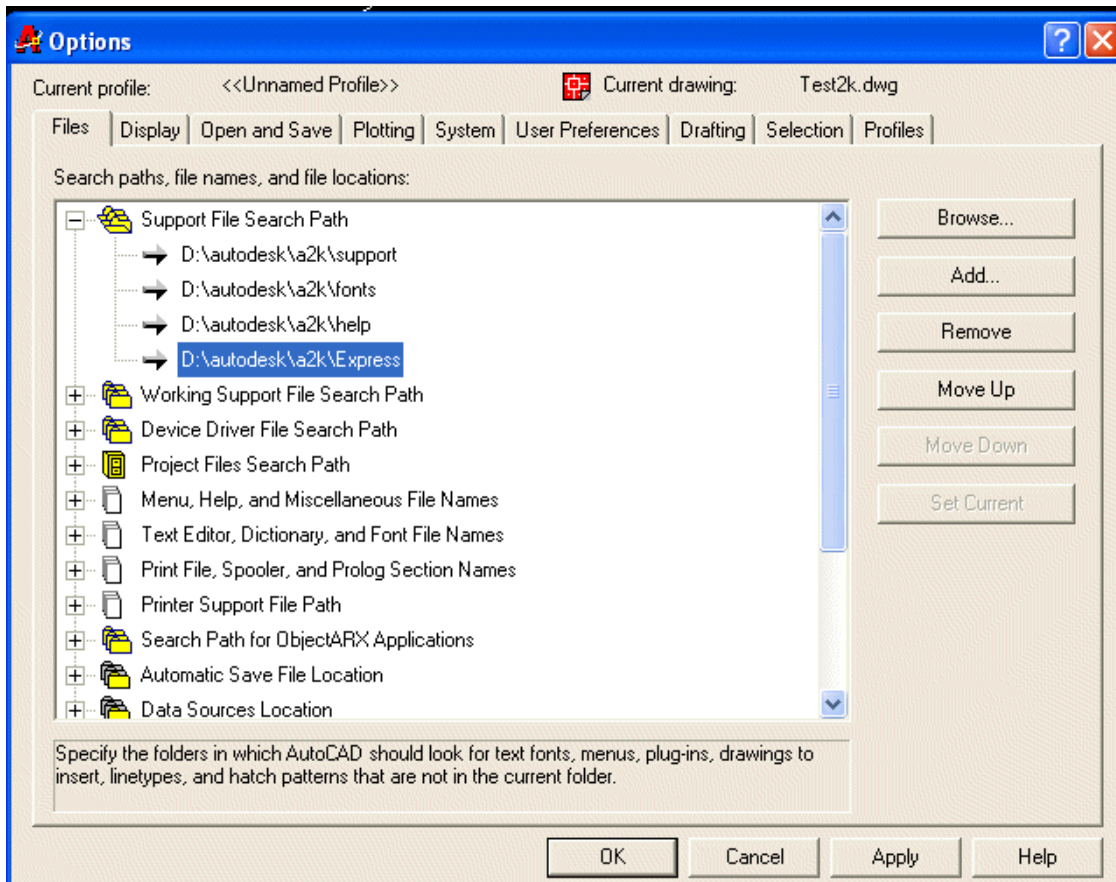 Options
Current profile: <<Unnamed Profile>> Current drawing: Test2k.dwg
Files Display Open and Save Plotting System User Preferences Drafting Selection Profiles
Search paths, file names, and file locations:
Support File Search Path
D:\autodesk\a2k\support
D:\autodesk\a2k\fonts
D:\autodesk\a2k\help
D:\autodesk\a2k\Express
Working Support File Search Path
Device Driver File Search Path
Project Files Search Path
Menu, Help, and Miscellaneous File Names
Text Editor, Dictionary, and Font File Names
Print File, Spooler, and Prolog Section Names
Printer Support File Path
Search Path for ObjectARX Applications
Automatic Save File Location
Data Sources Location
Browse...
Add...
Remove
Move Up
Move Down
Set Current
Specify the folders in which AutoCAD should look for text fonts, menus, plug-ins, drawings to
insert, linetypes, and hatch patterns that are not in the current folder.
OK Cancel Apply Help